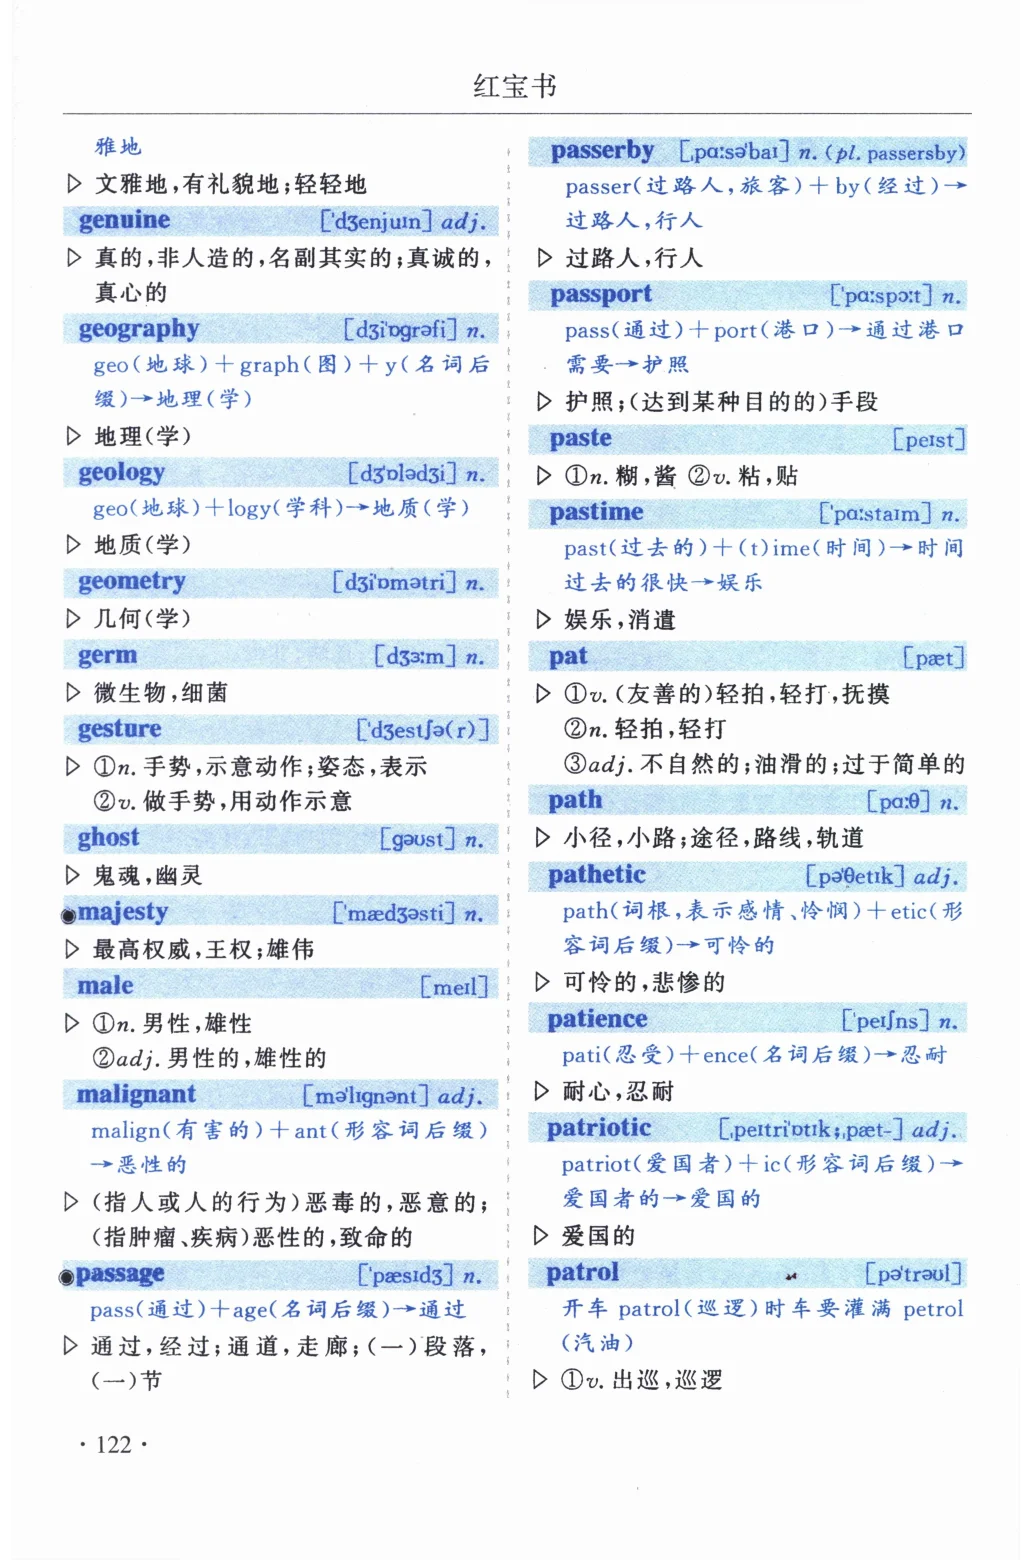 红宝书
雅地
▷ 文雅地,有礼貌地;轻轻地
genuine ['dʒenjuɪn] adj.
▷ 真的,非人造的,名副其实的;真诚的,
真心的
geography [dʒi'ɒgrəfi] n.
geo(地球)+graph(图)+y(名词后
缀)→地理(学)
▷ 地理(学)
geology [dʒi'ɒlədʒi] n.
geo(地球)+logy(学科)→地质(学)
▷ 地质(学)
geometry [dʒi'ɒmətri] n.
▷ 几何(学)
germ [dʒɜːm] n.
▷ 微生物,细菌
gesture ['dʒestʃə(r)]
▷ ①n.手势,示意动作;姿态,表示
②v.做手势,用动作示意
ghost [gəʊst] n.
▷ 鬼魂,幽灵
◉majesty ['mædʒəsti] n.
▷ 最高权威,王权;雄伟
male [meɪl]
▷ ①n.男性,雄性
②adj.男性的,雄性的
malignant [mə'lɪgnənt] adj.
malign(有害的)+ant(形容词后缀)
→恶性的
▷ (指人或人的行为)恶毒的,恶意的;
(指肿瘤、疾病)恶性的,致命的
◉passage ['pæsɪdʒ] n.
pass(通过)+age(名词后缀)→通过
▷ 通过,经过;通道,走廊;(一)段落,
(一)节
passerby [ˌpɑːsə'baɪ] n. (pl. passersby)
passer(过路人,旅客)+by(经过)→
过路人,行人
▷ 过路人,行人
passport ['pɑːspɔːt] n.
pass(通过)+port(港口)→通过港口
需要→护照
▷ 护照;(达到某种目的的)手段
paste [peɪst]
▷ ①n.糊,酱 ②v.粘,贴
pastime ['pɑːstaɪm] n.
past(过去的)+(t)ime(时间)→时间
过去的很快→娱乐
▷ 娱乐,消遣
pat [pæt]
▷ ①v.(友善的)轻拍,轻打,抚摸
②n.轻拍,轻打
③adj.不自然的;油滑的;过于简单的
path [pɑːθ] n.
▷ 小径,小路;途径,路线,轨道
pathetic [pə'θetɪk] adj.
path(词根,表示感情、怜悯)+etic(形
容词后缀)→可怜的
▷ 可怜的,悲惨的
patience ['peɪʃns] n.
pati(忍受)+ence(名词后缀)→忍耐
▷ 耐心,忍耐
patriotic [ˌpeɪtri'ɒtɪk;ˌpæt-] adj.
patriot(爱国者)+ic(形容词后缀)→
爱国者的→爱国的
▷ 爱国的
patrol [pə'trəʊl]
开车 patrol(巡逻)时车要灌满 petrol
(汽油)
▷ ①v.出巡,巡逻
·122·